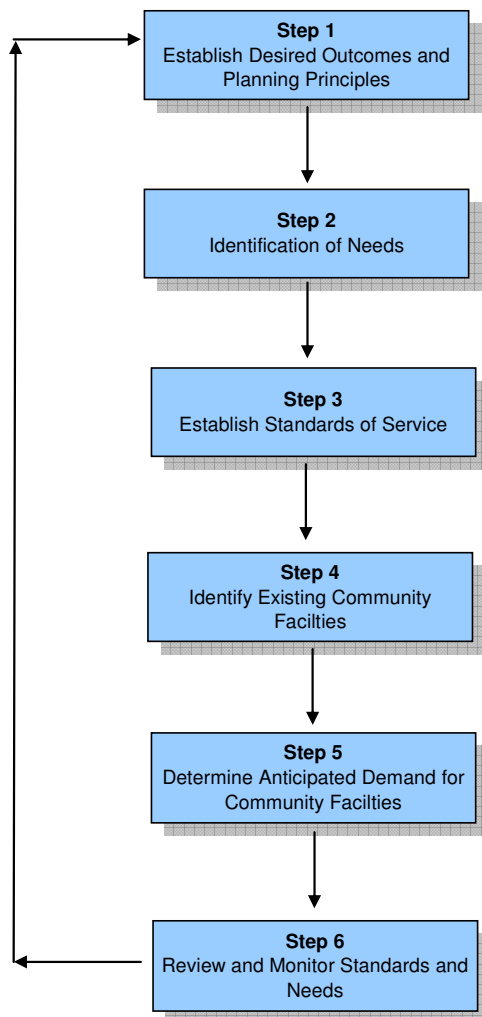 Step 1
Establish Desired Outcomes and
Planning Principles
Step 2
Identification of Needs
Step 3
Establish Standards of Service
Step 4
Identify Existing Community
Facilties
Step 5
Determine Anticipated Demand for
Community Facilties
Step 6
Review and Monitor Standards and
Needs